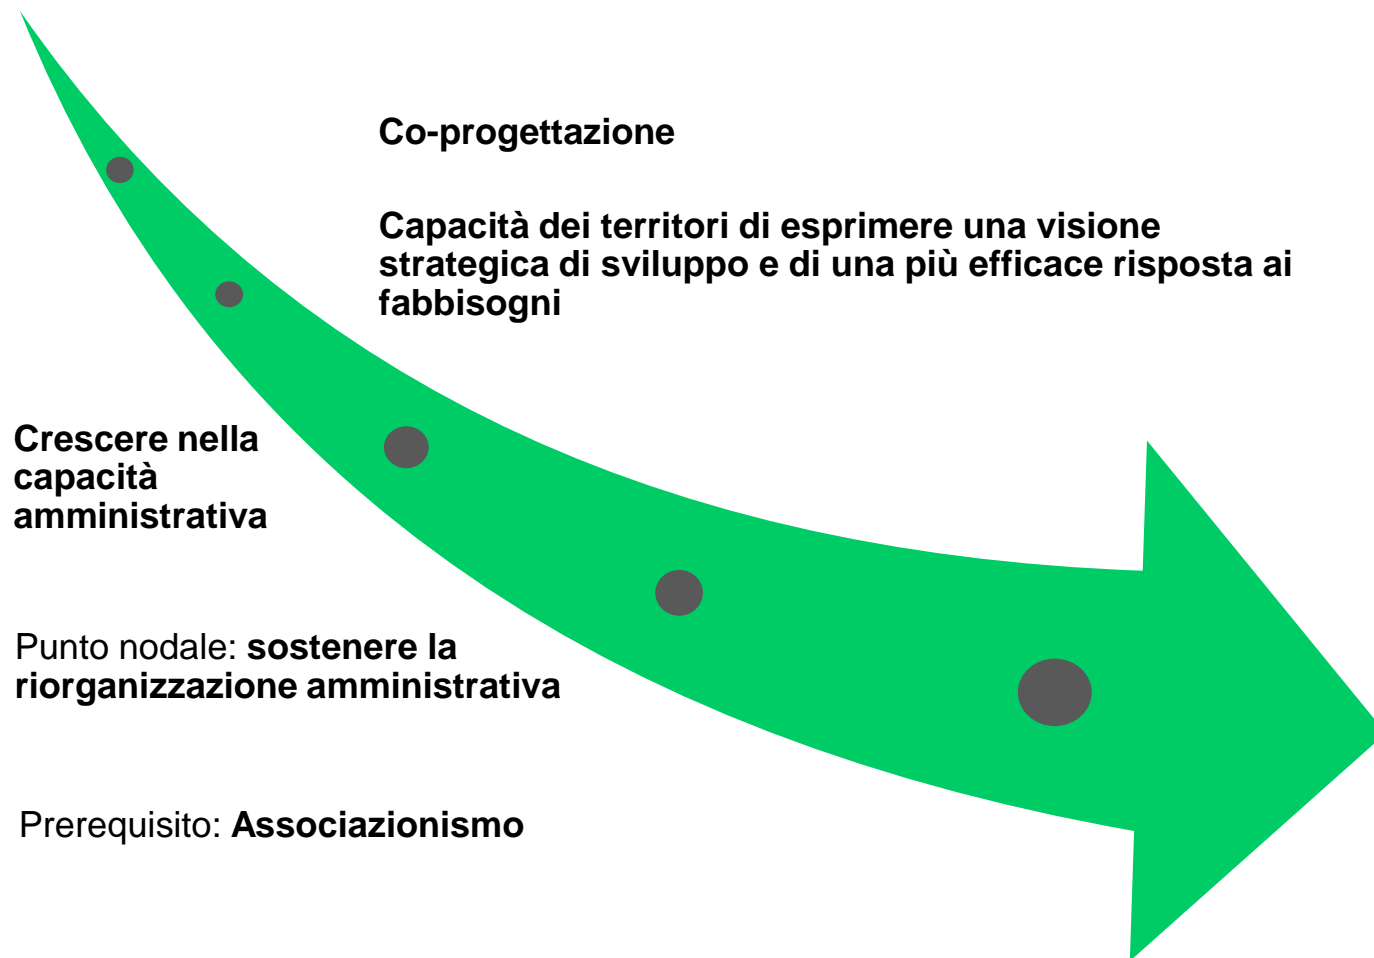 Co-progettazione
Capacità dei territori di esprimere una visione
strategica di sviluppo e di una più efficace risposta ai
fabbisogni
Crescere nella
capacità
amministrativa
Punto nodale: sostenere la
riorganizzazione amministrativa
Prerequisito: Associazionismo